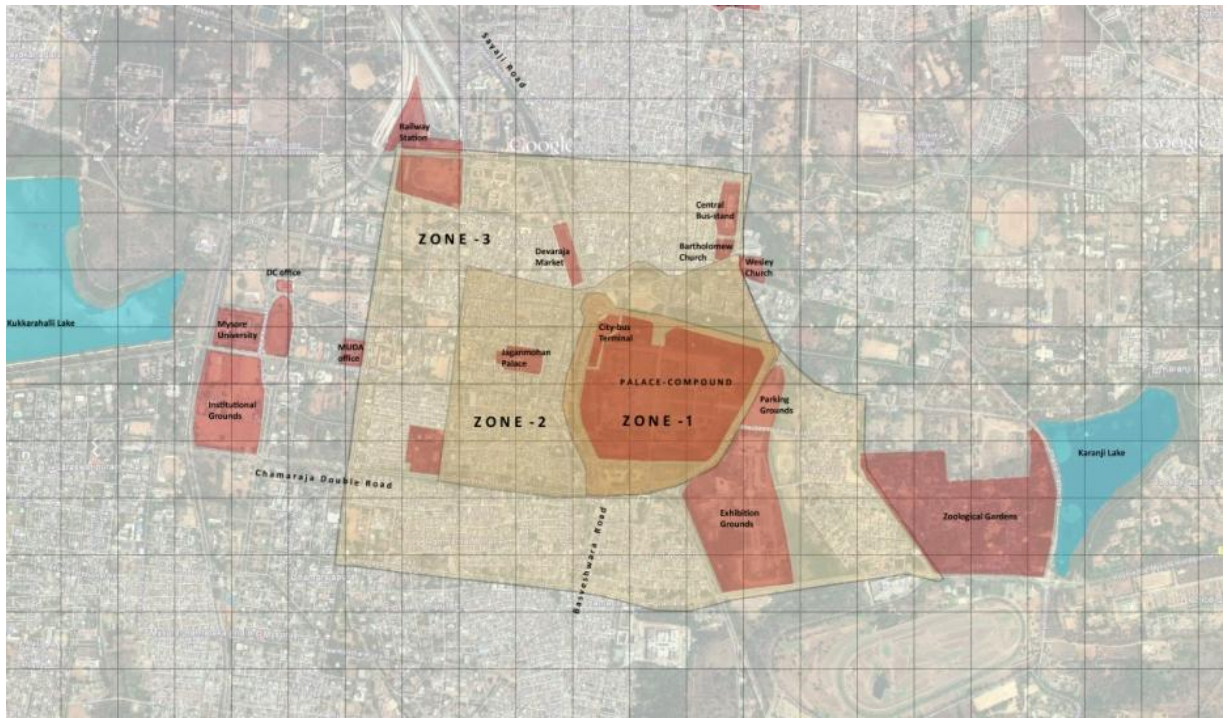 Sayaji Road
Railway
Station
Google
Google
Central
Bus-stand
ZONE -3
Devaraja
Market
Bartholomew
Church
Wesley
Church
DC office
Kukkarahalli Lake
Mysore
University
City-bus
Terminal
MUDA
office
Jaganmohan
Palace
PALACE-COMPOUND
Parking
Grounds
Institutional
Grounds
ZONE -2
ZONE -1
Karanji Lake
Chamaraja Double Road
Exhibition
Grounds
Zoological Gardens
Basveshwara Road